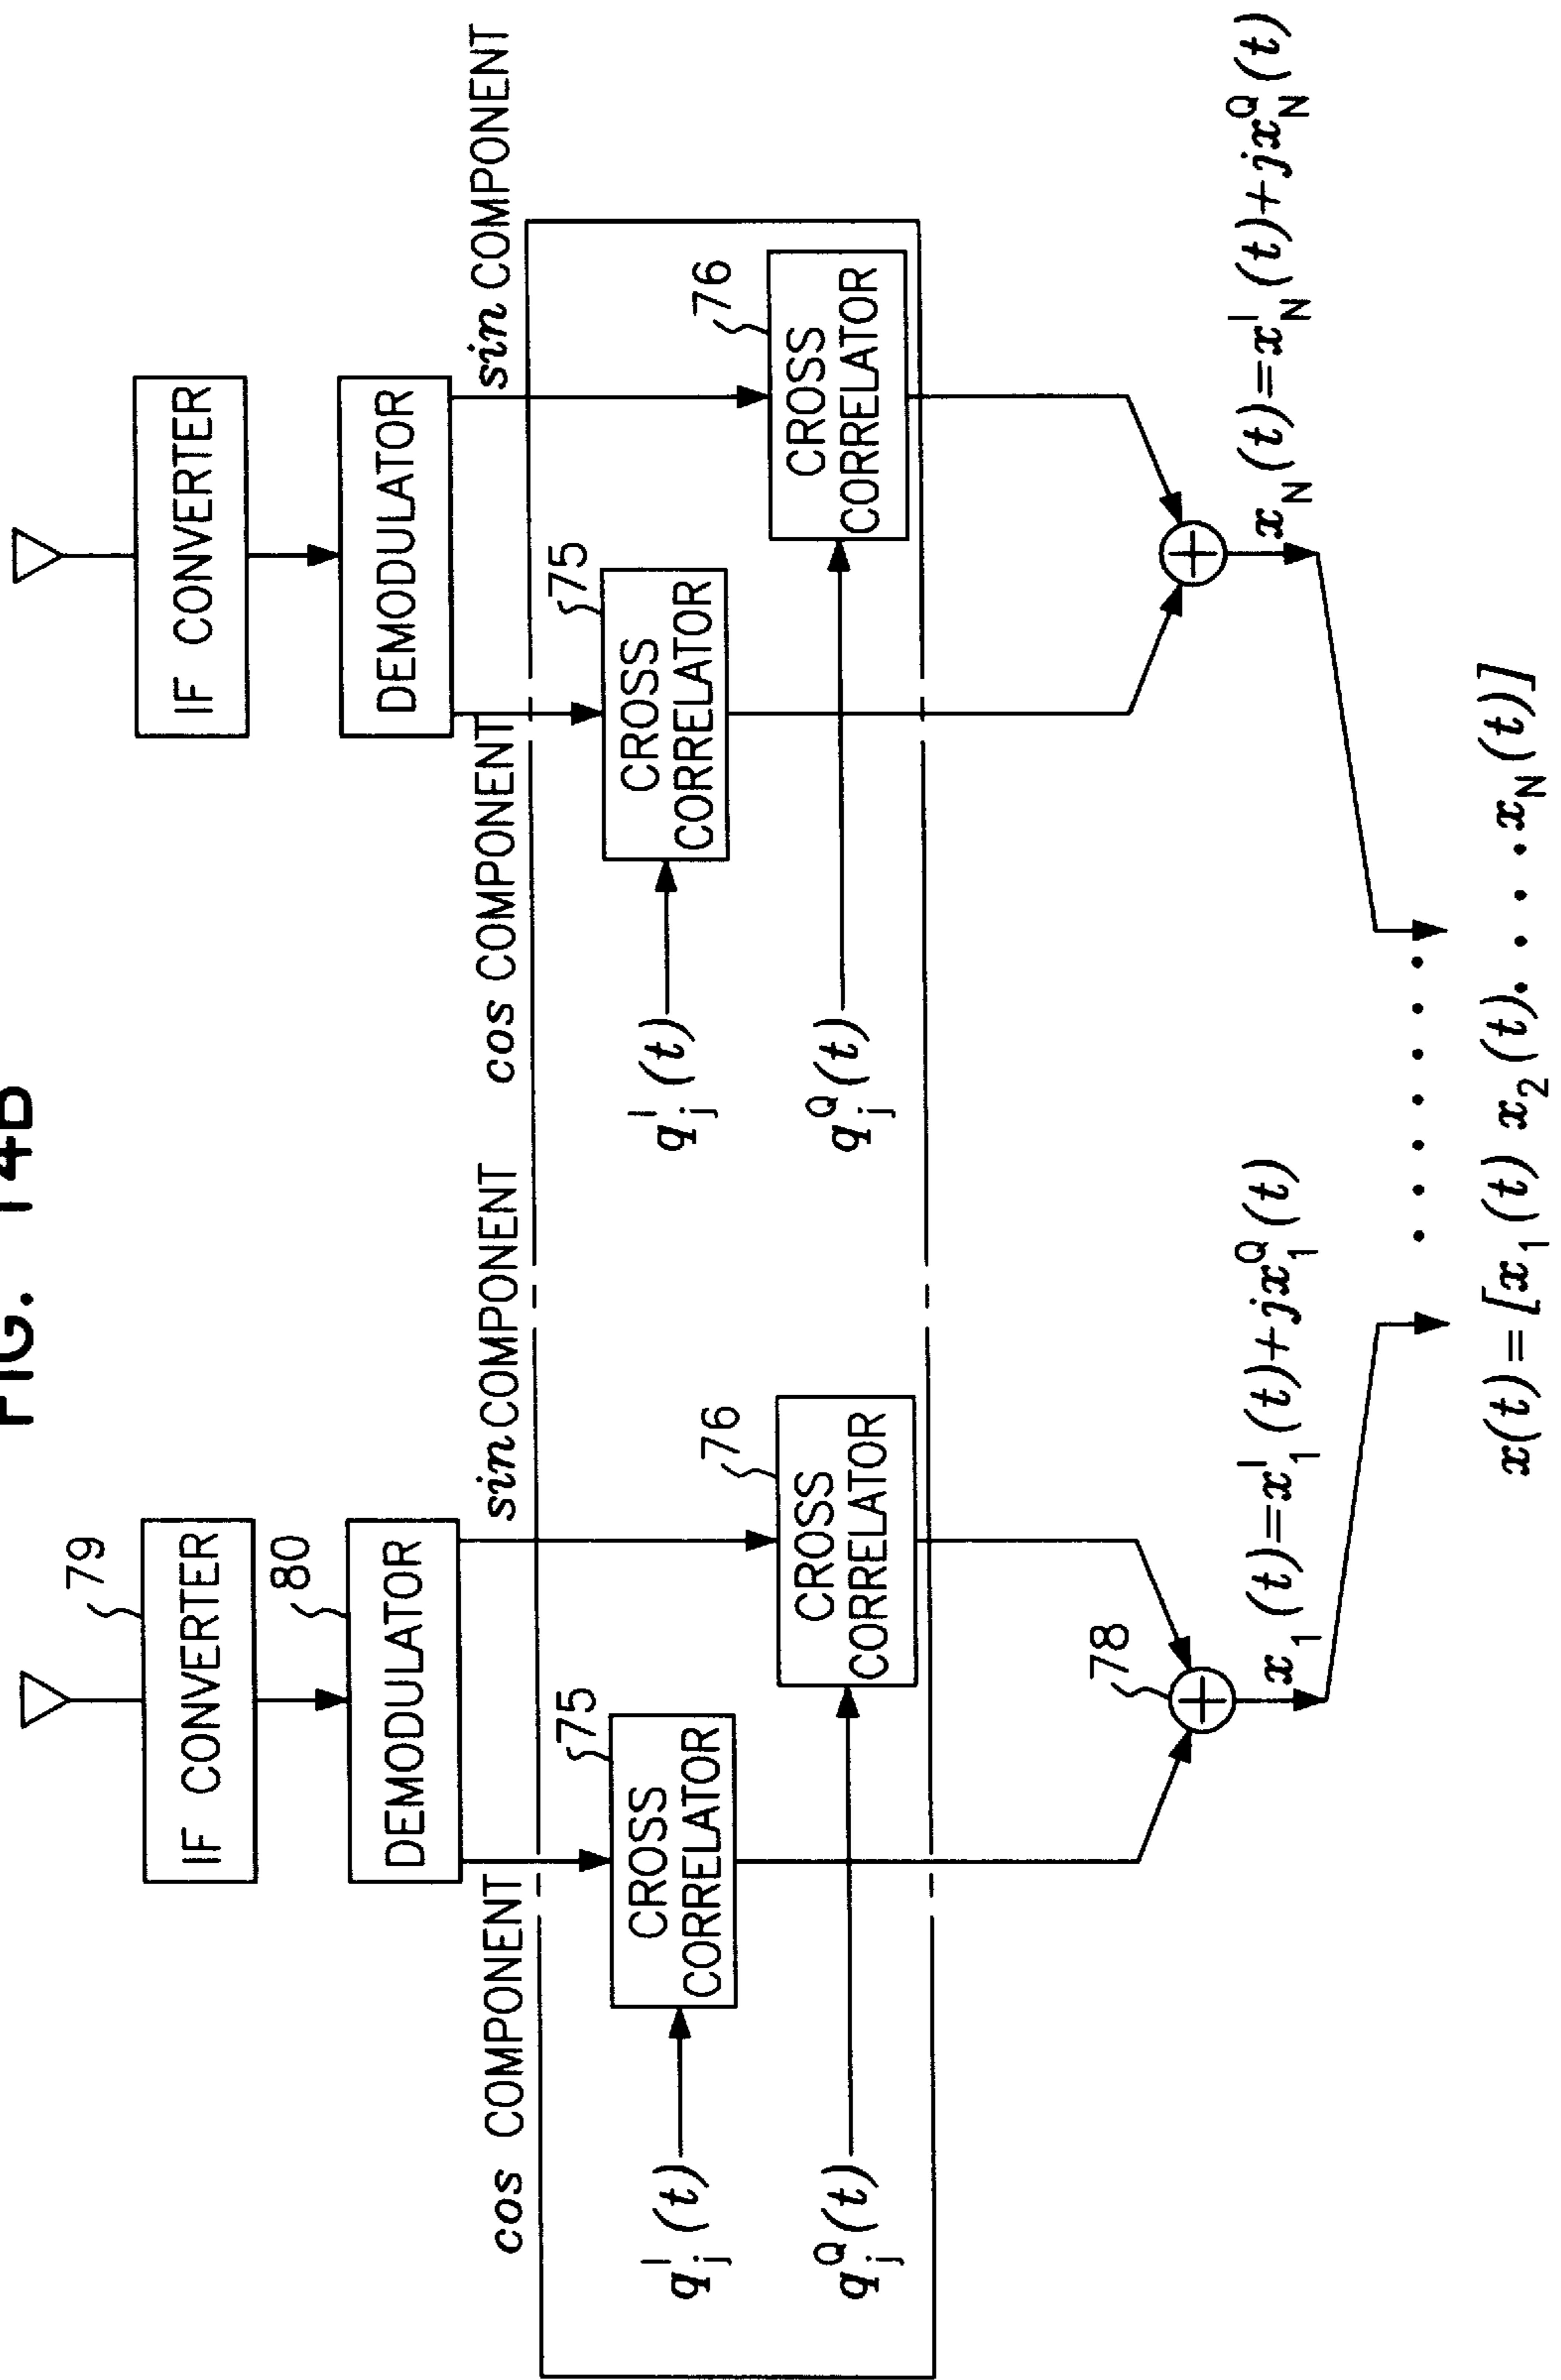 FIG. 14B
79
IF CONVERTER
80
DEMODULATOR
cos COMPONENT
sin COMPONENT
75
CROSS
CORRELATOR
76
CROSS
CORRELATOR
q_j^I(t)
q_j^Q(t)
78
x_1(t)=x_1^I(t)+jx_1^Q(t)
IF CONVERTER
DEMODULATOR
cos COMPONENT
sin COMPONENT
75
CROSS
CORRELATOR
76
CROSS
CORRELATOR
q_j^I(t)
q_j^Q(t)
x_N(t)=x_N^I(t)+jx_N^Q(t)
x(t)=[x_1(t) x_2(t). . . . x_N(t)]